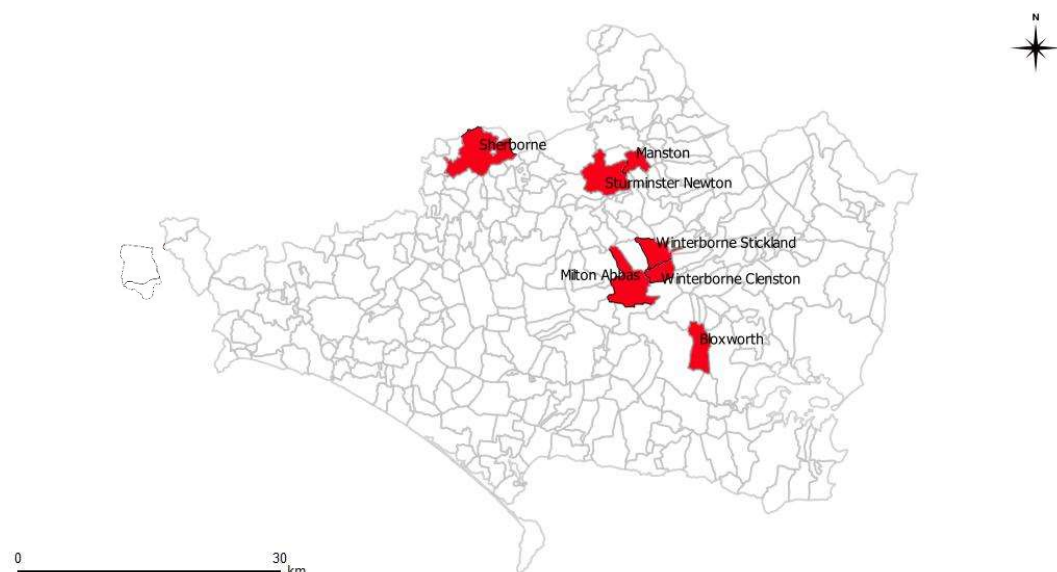 N
Sherborne
Manston
Sturminster Newton
Winterborne Stickland
Milton Abbas
Winterborne Clenston
Bloxworth
0 30
km